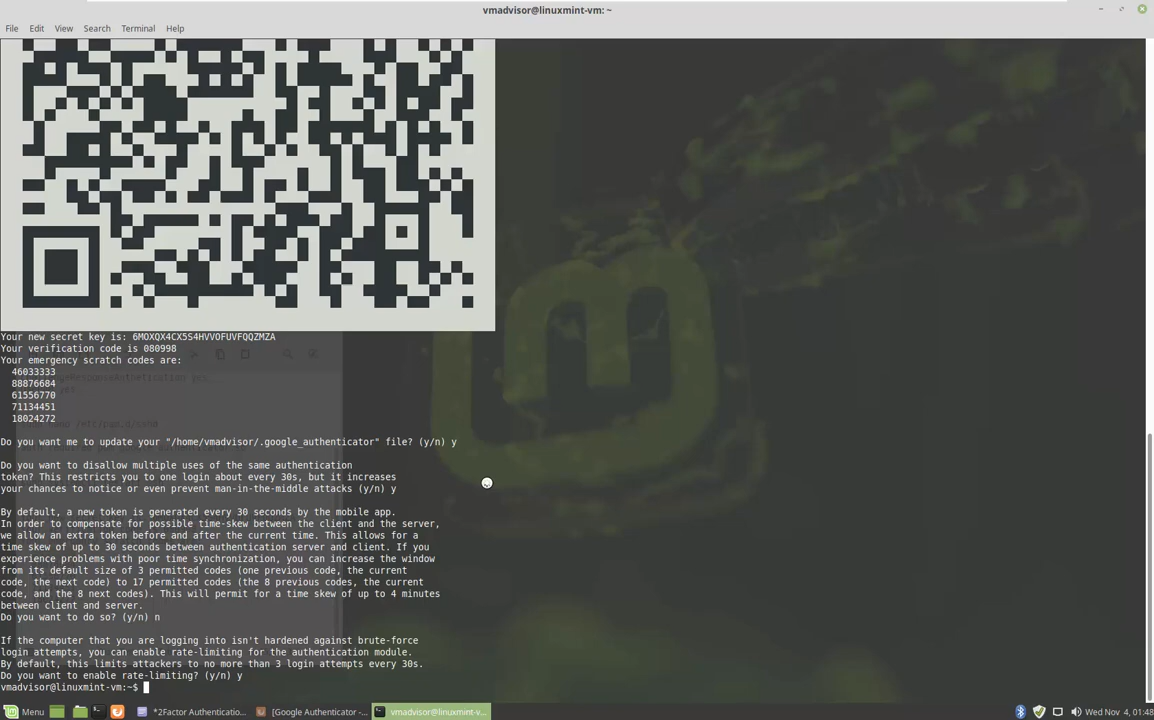 vmadvisor@linuxmint-vm: ~
File Edit View Search Terminal Help
Your new secret key is: 6MOXQX4CX5S4HVVOFUVFQQZMZA
Your verification code is 080998
Your emergency scratch codes are:
46033333
88876684
61556770
71134451
18024272
Do you want me to update your "/home/vmadvisor/.google_authenticator" file? (y/n) y
Do you want to disallow multiple uses of the same authentication
token? This restricts you to one login about every 30s, but it increases
your chances to notice or even prevent man-in-the-middle attacks (y/n) y
By default, a new token is generated every 30 seconds by the mobile app.
In order to compensate for possible time-skew between the client and the server,
we allow an extra token before and after the current time. This allows for a
time skew of up to 30 seconds between authentication server and client. If you
experience problems with poor time synchronization, you can increase the window
from its default size of 3 permitted codes (one previous code, the current
code, the next code) to 17 permitted codes (the 8 previous codes, the current
code, and the 8 next codes). This will permit for a time skew of up to 4 minutes
between client and server.
Do you want to do so? (y/n) n
If the computer that you are logging into isn't hardened against brute-force
login attempts, you can enable rate-limiting for the authentication module.
By default, this limits attackers to no more than 3 login attempts every 30s.
Do you want to enable rate-limiting? (y/n) y
vmadvisor@linuxmint-vm:~$
Menu *2Factor Authenticatio... [Google Authenticator -... vmadvisor@linuxmint-v... Wed Nov 4, 01:48